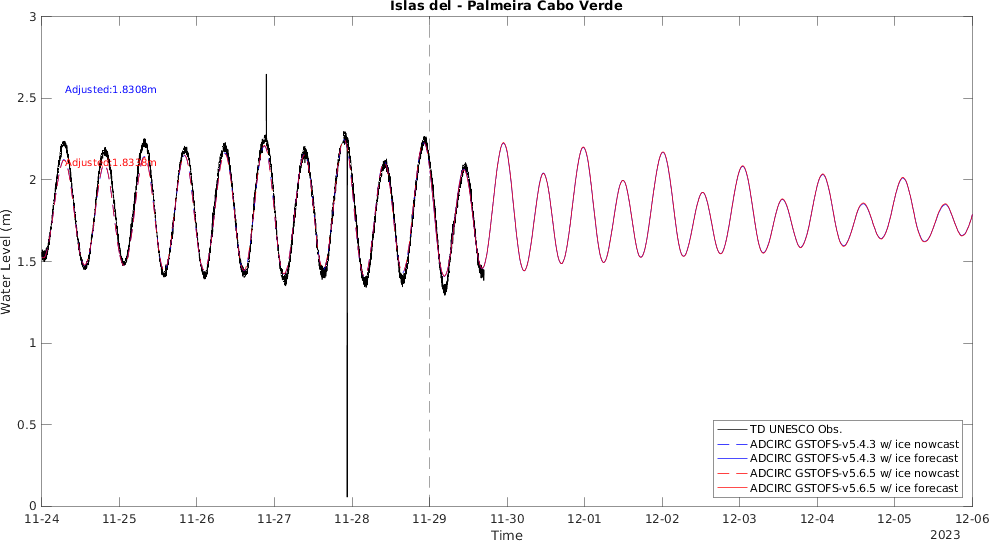 Islas del - Palmeira Cabo Verde
3
2.5
2
1.5
1
0.5
0
Water Level (m)
Adjusted:1.8308m
Adjusted:1.8338m
TD UNESCO Obs.
ADCIRC GSTOFS-v5.4.3 w/ ice nowcast
ADCIRC GSTOFS-v5.4.3 w/ ice forecast
ADCIRC GSTOFS-v5.6.5 w/ ice nowcast
ADCIRC GSTOFS-v5.6.5 w/ ice forecast
11-24 11-25 11-26 11-27 11-28 11-29 11-30 12-01 12-02 12-03 12-04 12-05 12-06
Time
2023